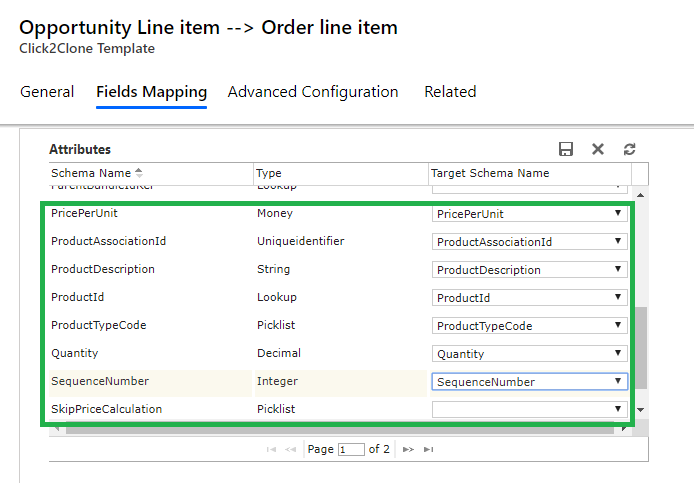 Opportunity Line item --> Order line item
Click2Clone Template
General Fields Mapping Advanced Configuration Related
Attributes
Schema Name Type Target Schema Name
ParentBundleIdRef Lookup
PricePerUnit Money PricePerUnit
ProductAssociationId Uniqueidentifier ProductAssociationId
ProductDescription String ProductDescription
ProductId Lookup ProductId
ProductTypeCode Picklist ProductTypeCode
Quantity Decimal Quantity
SequenceNumber Integer SequenceNumber
SkipPriceCalculation Picklist
Page 1 of 2